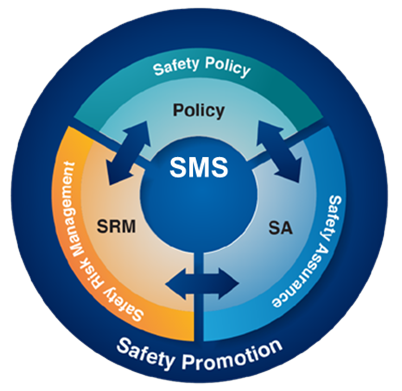 Safety Policy
Policy
SMS
Safety Risk Management
SRM
SA
Safety Assurance
Safety Promotion